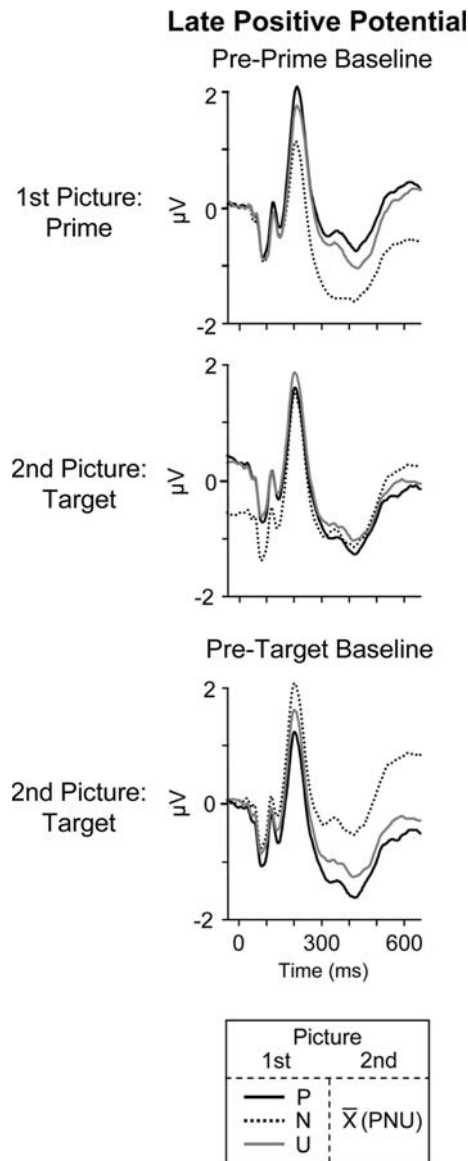 Late Positive Potential
Pre-Prime Baseline
1st Picture:
Prime
µV
2
0
-2
2nd Picture:
Target
µV
2
0
-2
Pre-Target Baseline
2nd Picture:
Target
µV
2
0
-2
0 300 600
Time (ms)
Picture
1st 2nd
P
N
U
X̄ (PNU)